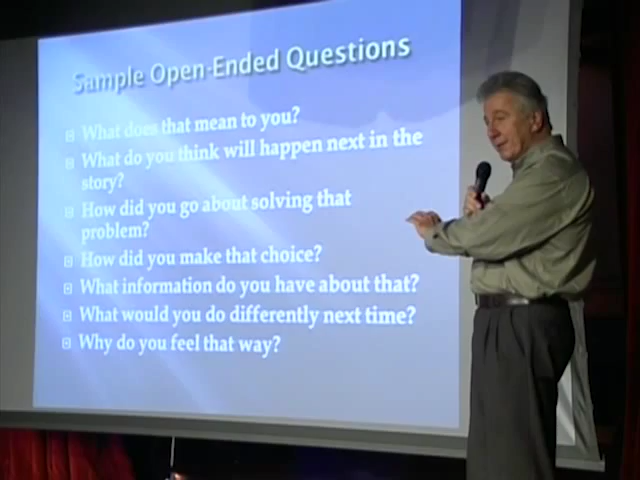 Sample Open-Ended Questions
What does that mean to you?
What do you think will happen next in the
story?
How did you go about solving that
problem?
How did you make that choice?
What information do you have about that?
What would you do differently next time?
Why do you feel that way?